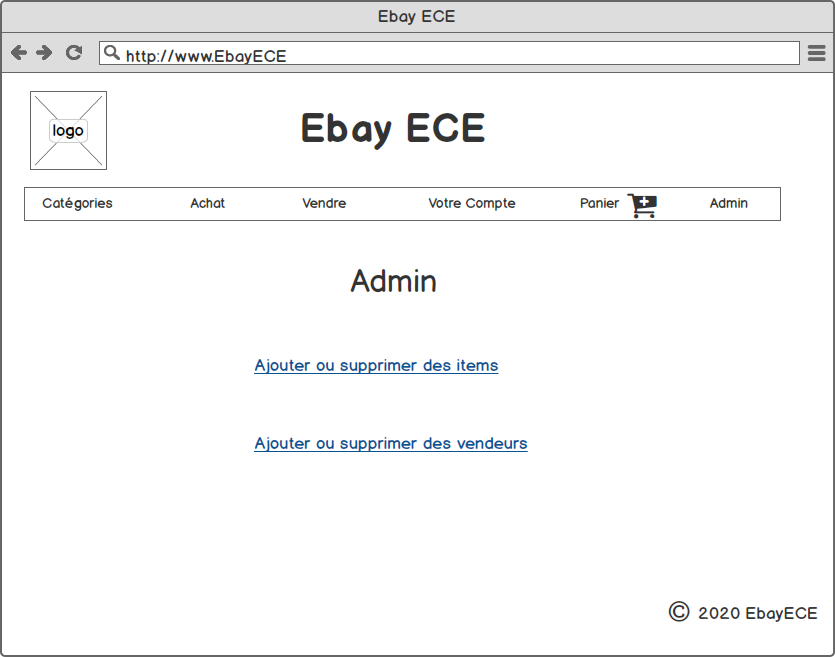 Ebay ECE
http://www.EbayECE
logo
Ebay ECE
Catégories Achat Vendre Votre Compte Panier Admin
Admin
Ajouter ou supprimer des items
Ajouter ou supprimer des vendeurs
© 2020 EbayECE